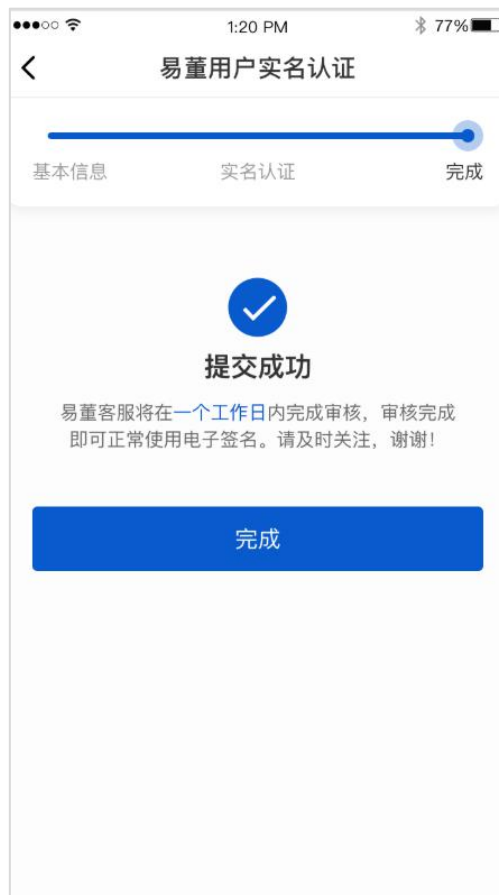 1:20 PM 77%
易董用户实名认证
基本信息 实名认证 完成
提交成功
易董客服将在一个工作日内完成审核，审核完成
即可正常使用电子签名。请及时关注，谢谢！
完成